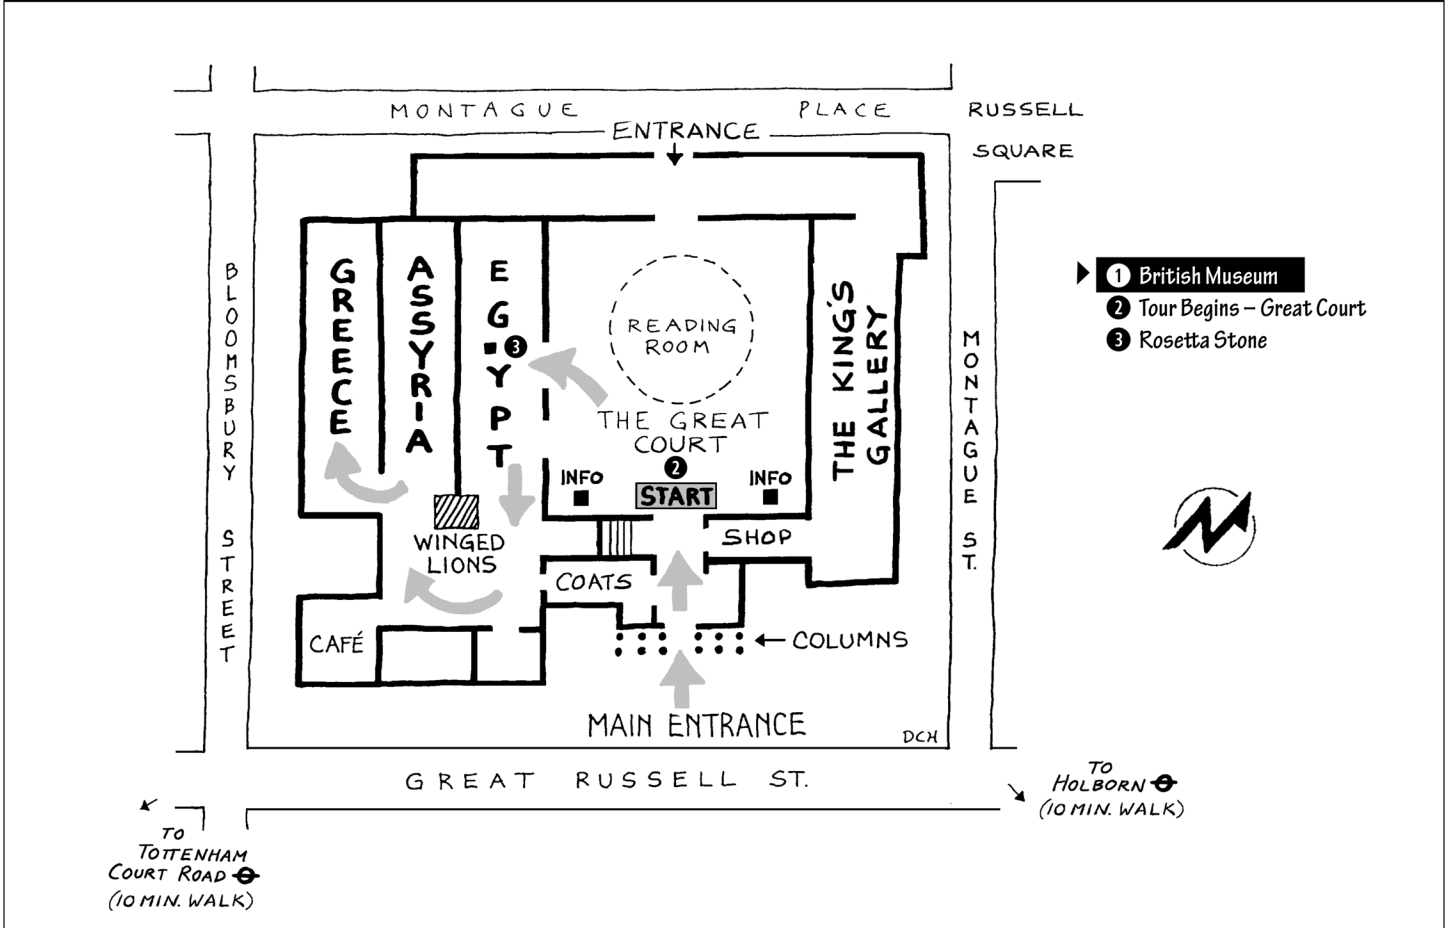 MONTAGUE PLACE
RUSSELL
SQUARE
ENTRANCE
BLOOMSBURY STREET
GREECE
ASSYRIA
EGYPT
3
READING
ROOM
THE KING'S
GALLERY
MONTAGUE ST.
1 British Museum
2 Tour Begins – Great Court
3 Rosetta Stone
THE GREAT
COURT
2
INFO
START
INFO
WINGED
LIONS
SHOP
COATS
CAFÉ
COLUMNS
MAIN ENTRANCE
DCH
GREAT RUSSELL ST.
TO
HOLBORN
(10 MIN. WALK)
TO
TOTTENHAM
COURT ROAD
(10 MIN. WALK)